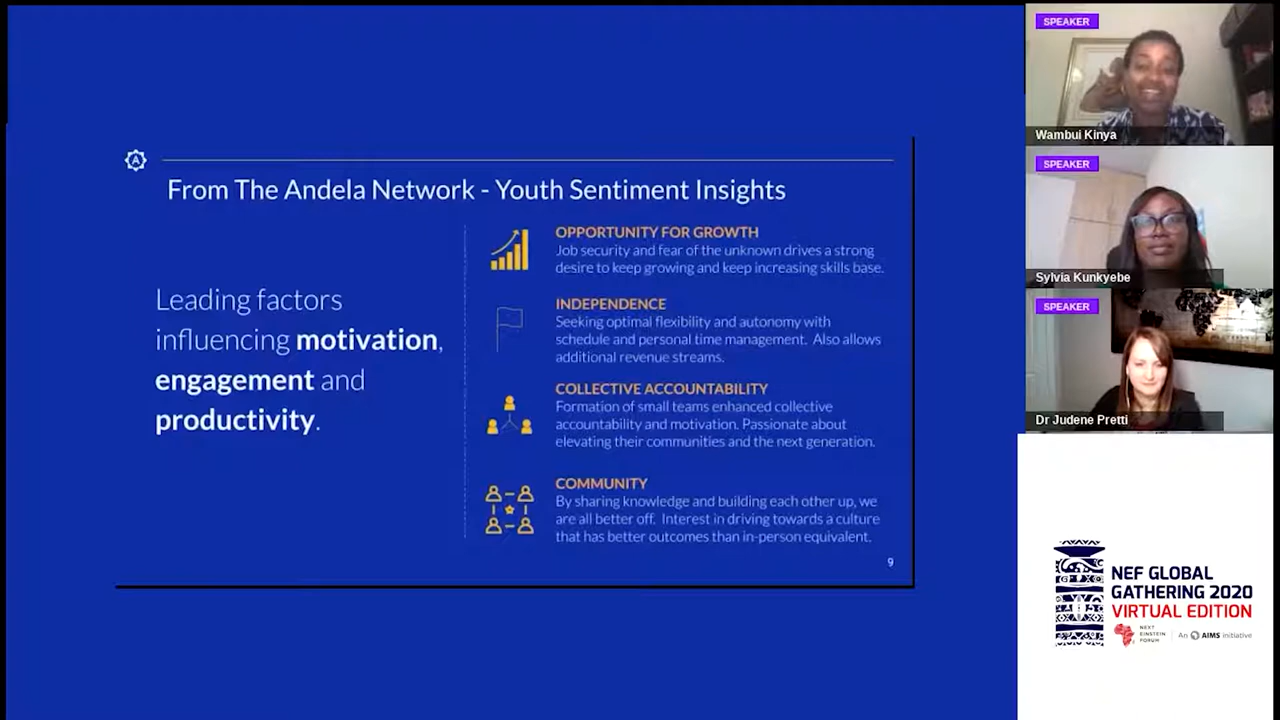 A
From The Andela Network - Youth Sentiment Insights
Leading factors
influencing motivation,
engagement and
productivity.
OPPORTUNITY FOR GROWTH
Job security and fear of the unknown drives a strong
desire to keep growing and keep increasing skills base.
INDEPENDENCE
Seeking optimal flexibility and autonomy with
schedule and personal time management. Also allows
additional revenue streams.
COLLECTIVE ACCOUNTABILITY
Formation of small teams enhanced collective
accountability and motivation. Passionate about
elevating their communities and the next generation.
COMMUNITY
By sharing knowledge and building each other up, we
are all better off. Interest in driving towards a culture
that has better outcomes than in-person equivalent.
9
SPEAKER
Wambui Kinya
SPEAKER
Sylvia Kunkyebe
SPEAKER
Dr Judene Pretti
NEF GLOBAL
GATHERING 2020
VIRTUAL EDITION
NEXT
EINSTEIN
FORUM
An AIMS initiative